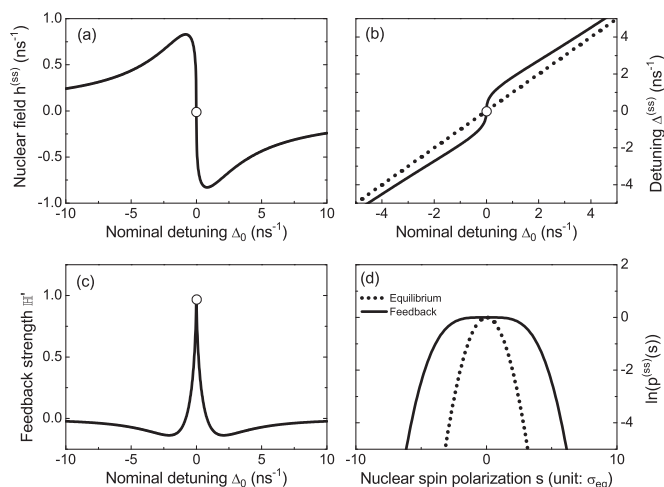 (a)
Nuclear field h(ss) (ns-1)
1.0
0.5
0.0
-0.5
-1.0
-10 -5 0 5 10
Nominal detuning Δ0 (ns-1)
(b)
4
2
0
-2
-4
Detuning Δ(ss) (ns-1)
-4 -2 0 2 4
Nominal detuning Δ0 (ns-1)
(c)
Feedback strength ℍ'
1.0
0.5
0.0
-10 -5 0 5 10
Nominal detuning Δ0 (ns-1)
(d)
Equilibrium
Feedback
2
0
-2
-4
ln(p(ss)(s))
-10 -5 0 5 10
Nuclear spin polarization s (unit: σeq)